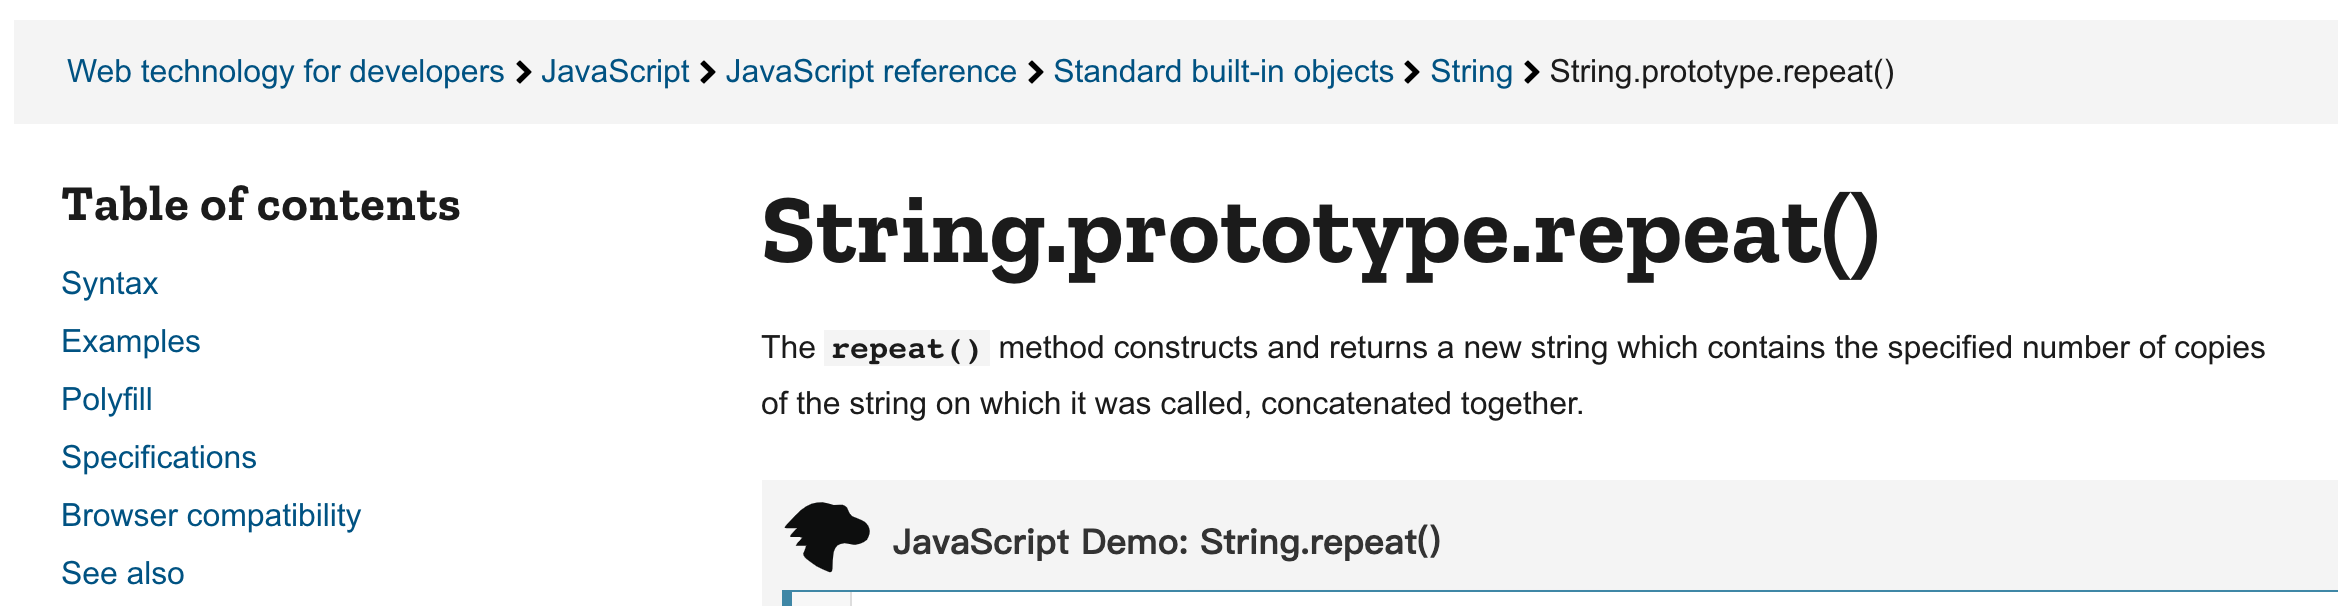 Web technology for developers > JavaScript > JavaScript reference > Standard built-in objects > String > String.prototype.repeat()
Table of contents
Syntax
Examples
Polyfill
Specifications
Browser compatibility
See also
String.prototype.repeat()
The repeat() method constructs and returns a new string which contains the specified number of copies
of the string on which it was called, concatenated together.
JavaScript Demo: String.repeat()